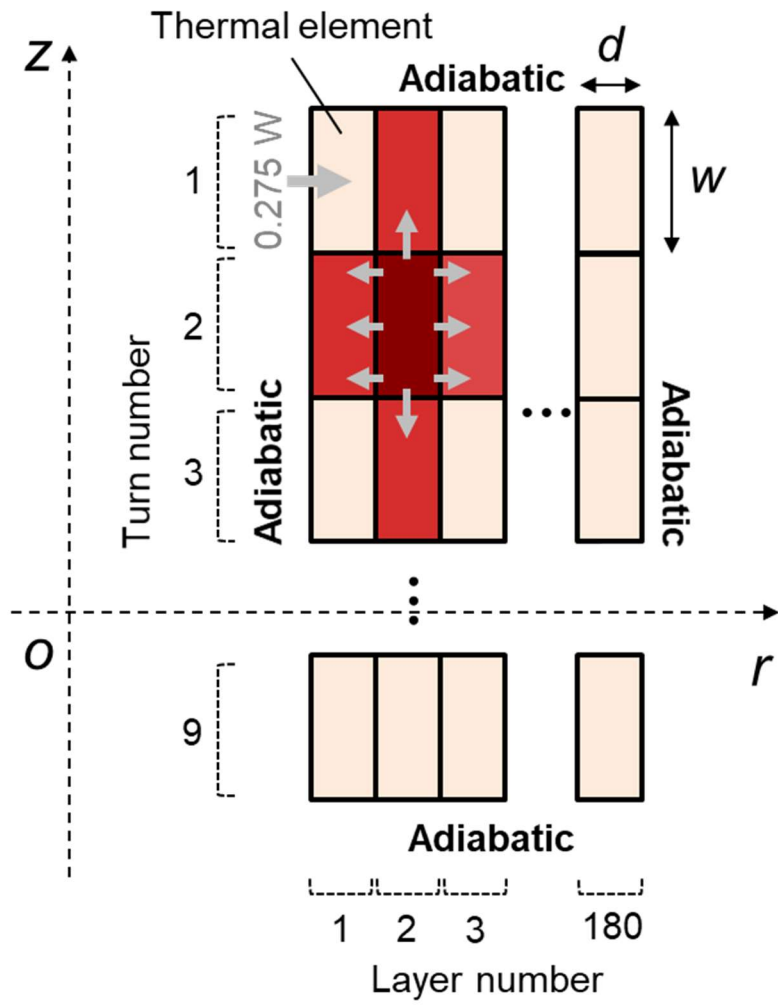 Thermal element
z
Adiabatic
d
1
0.275 W
w
2
Turn number
Adiabatic
3
Adiabatic
o
r
9
Adiabatic
1 2 3 180
Layer number